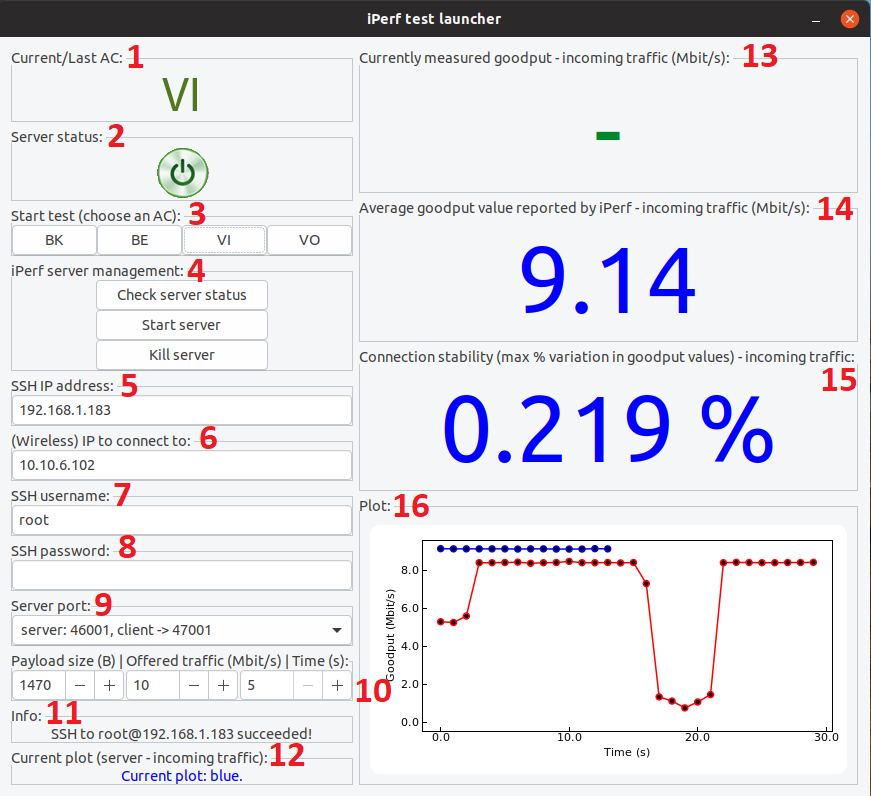 iPerf test launcher
Current/Last AC: 1
VI
Server status: 2
Start test (choose an AC): 3
BK BE VI VO
iPerf server management: 4
Check server status
Start server
Kill server
SSH IP address: 5
192.168.1.183
(Wireless) IP to connect to: 6
10.10.6.102
SSH username: 7
root
SSH password: 8
Server port: 9
server: 46001, client -> 47001
Payload size (B) | Offered traffic (Mbit/s) | Time (s):
1470 − + 10 − + 5 − + 10
Info: 11
SSH to root@192.168.1.183 succeeded!
Current plot (server - incoming traffic): 12
Current plot: blue.
Currently measured goodput - incoming traffic (Mbit/s): 13
-
Average goodput value reported by iPerf - incoming traffic (Mbit/s): 14
9.14
Connection stability (max % variation in goodput values) - incoming traffic:
15
0.219 %
Plot: 16
Goodput (Mbit/s)
8.0
6.0
4.0
2.0
0.0
0.0 10.0 20.0 30.0
Time (s)